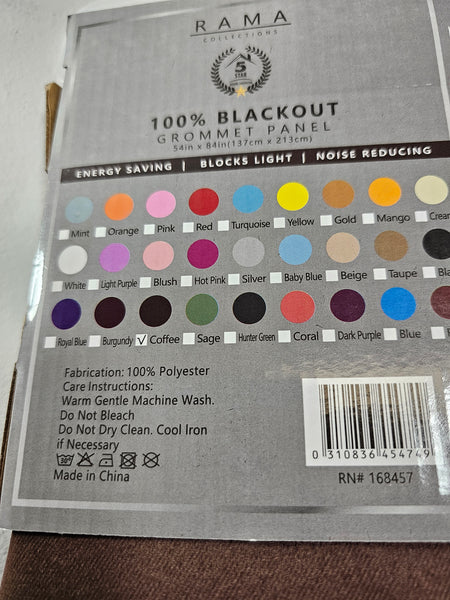 RAMA
COLLECTIONS
5
STAR
100% BLACKOUT
GROMMET PANEL
54in x 84in(137cm x 213cm)
ENERGY SAVING | BLOCKS LIGHT | NOISE REDUCING
Mint Orange Pink Red Turquoise Yellow Gold Mango Crea
White Light Purple Blush Hot Pink Silver Baby Blue Beige Taupe Bla
Royal Blue Burgundy Coffee Sage Hunter Green Coral Dark Purple Blue
Fabrication: 100% Polyester
Care Instructions:
Warm Gentle Machine Wash.
Do Not Bleach
Do Not Dry Clean. Cool Iron
if Necessary
30°
Made in China
0 310836 454749
RN# 168457